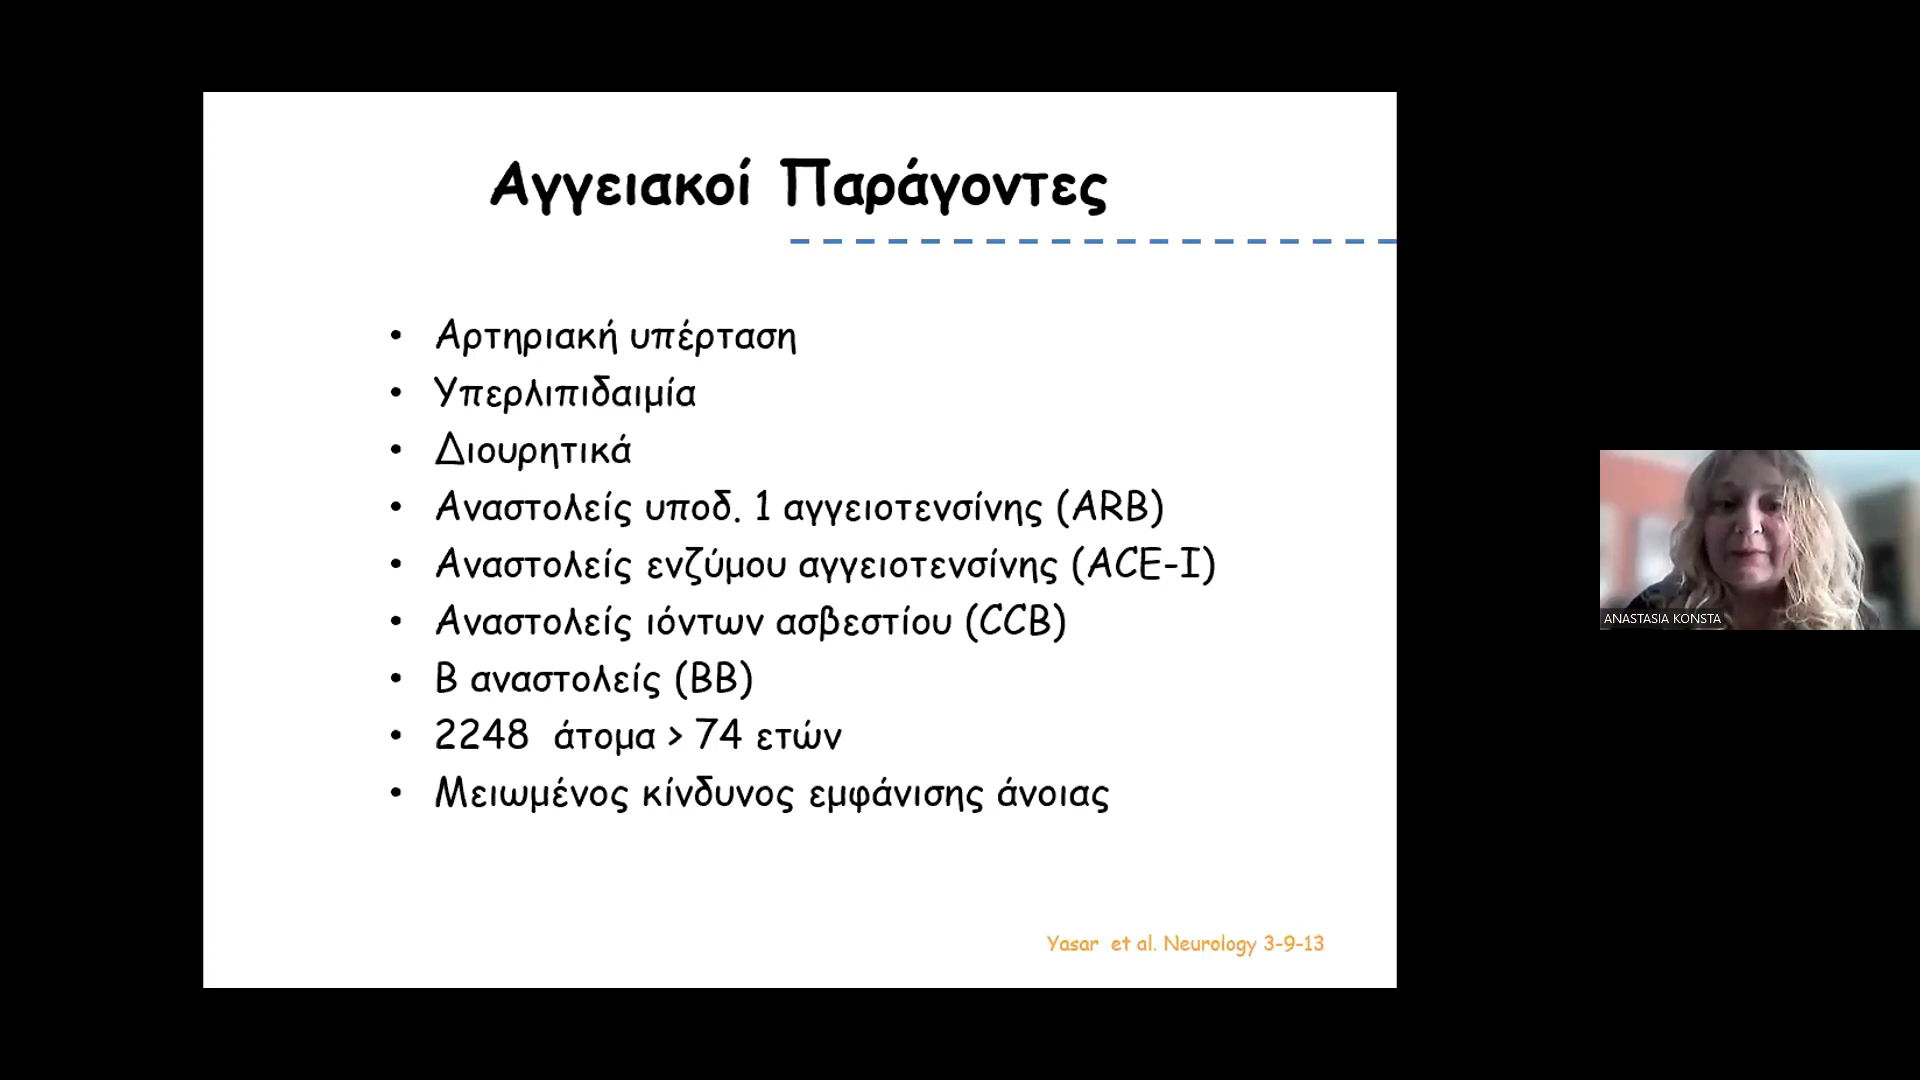 Αγγειακοί Παράγοντες
• Αρτηριακή υπέρταση
• Υπερλιπιδαιμία
• Διουρητικά
• Αναστολείς υποδ. 1 αγγειοτενσίνης (ARB)
• Αναστολείς ενζύμου αγγειοτενσίνης (ACE-I)
• Αναστολείς ιόντων ασβεστίου (CCB)
• Β αναστολείς (BB)
• 2248 άτομα > 74 ετών
• Μειωμένος κίνδυνος εμφάνισης άνοιας
Yasar et al. Neurology 3-9-13
ANASTASIA KONSTA